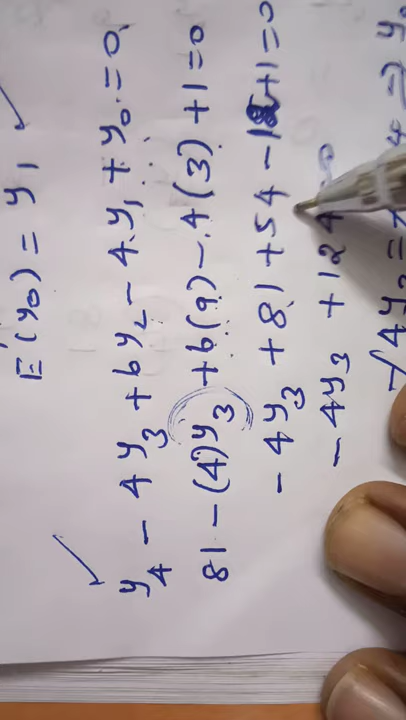 E(y₀) = y₁
y₄ - 4y₃ + 6y₂ - 4y₁ + y₀ = 0
81 - (4)y₃ + 6(9) - 4(3) + 1 = 0
- 4y₃ + 81 + 54 - 12 + 1 = 0
- 4y₃ + 124